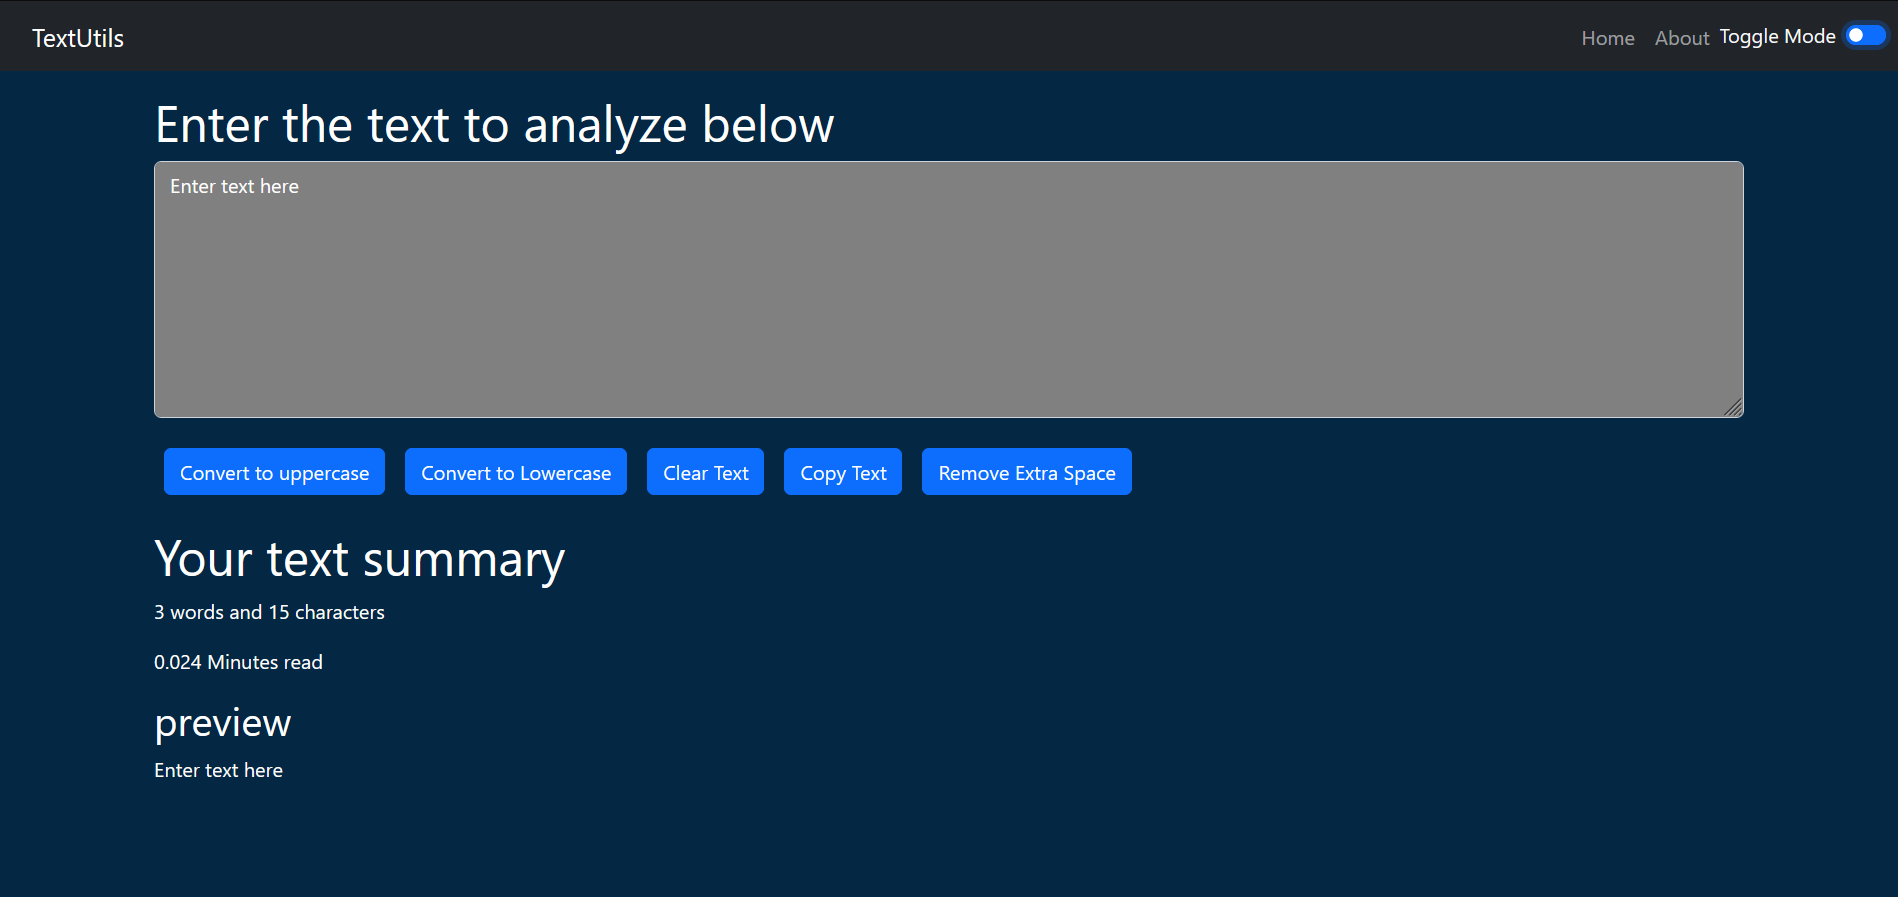 TextUtils
Home About Toggle Mode
Enter the text to analyze below
Enter text here
Convert to uppercase Convert to Lowercase Clear Text Copy Text Remove Extra Space
Your text summary
3 words and 15 characters
0.024 Minutes read
preview
Enter text here